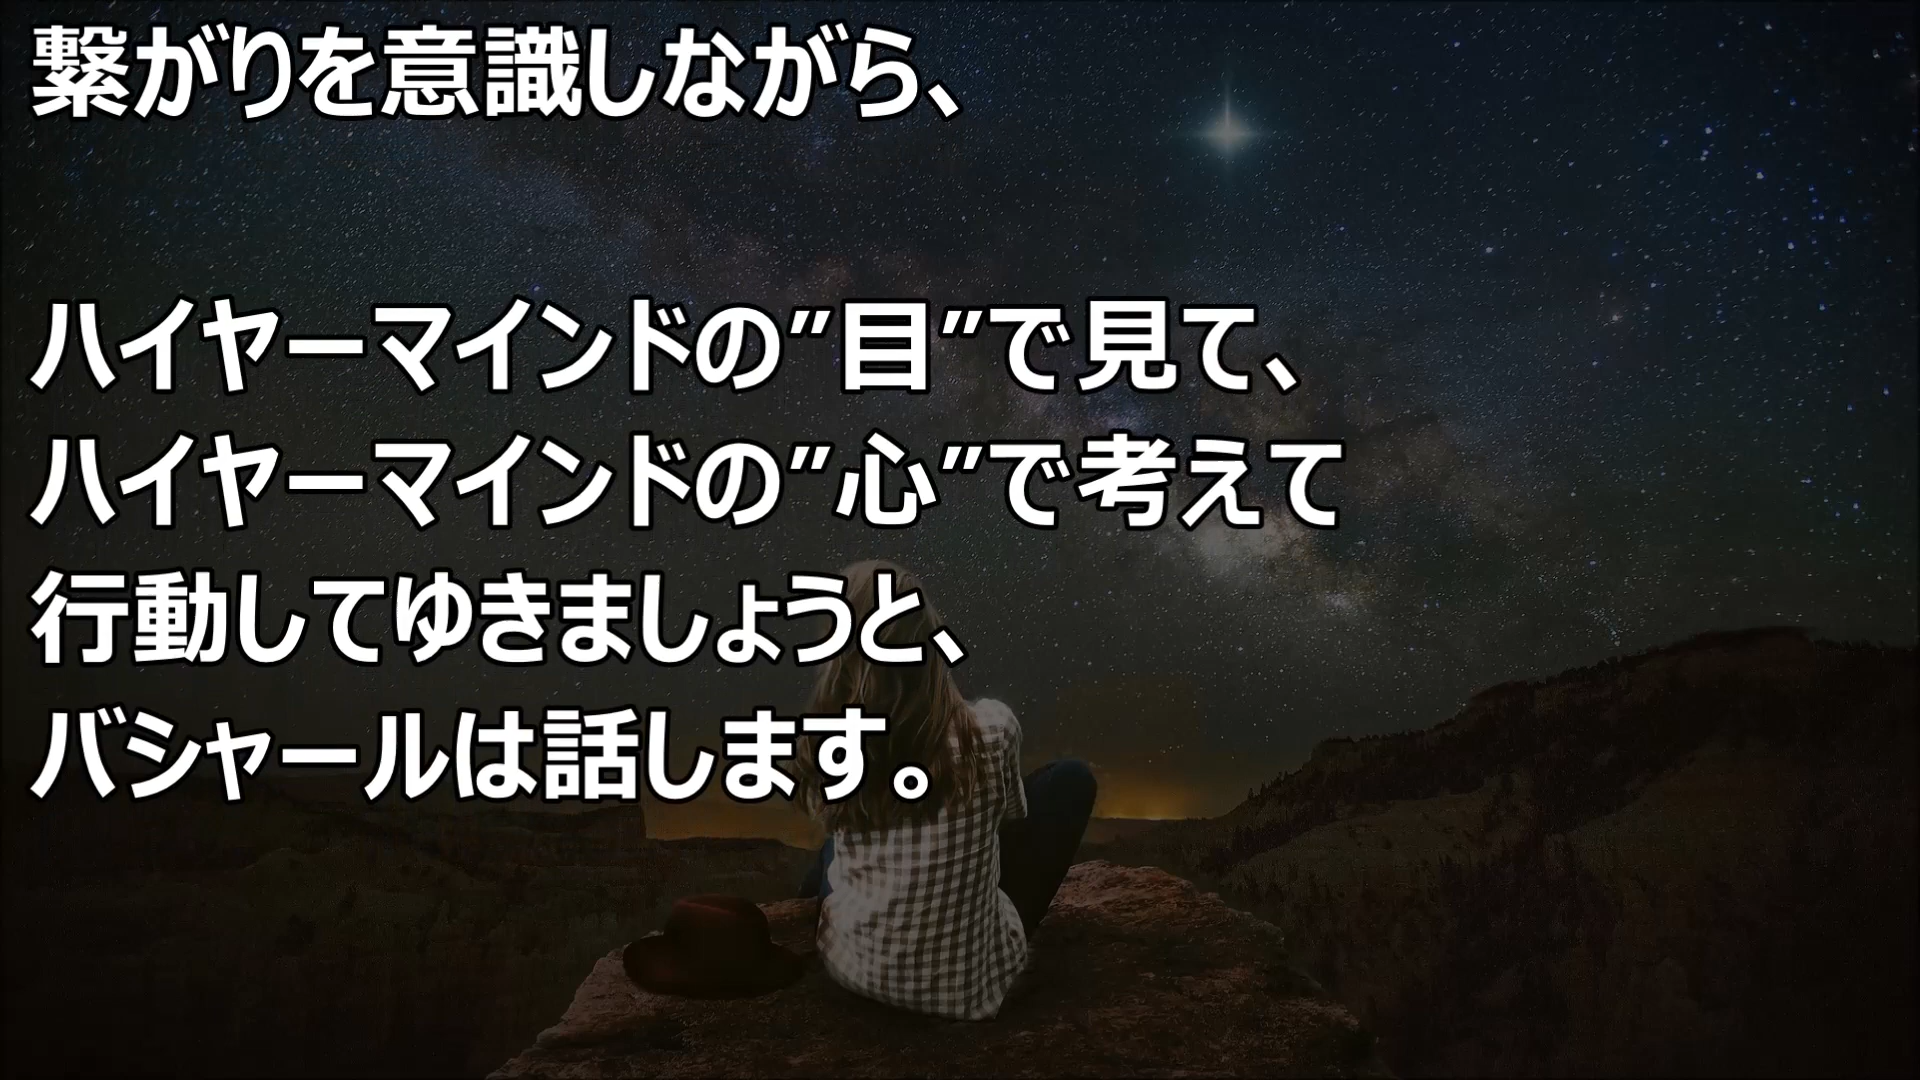 繋がりを意識しながら、
ハイヤーマインドの”目”で見て、
ハイヤーマインドの”心”で考えて
行動してゆきましょうと、
バシャールは話します。